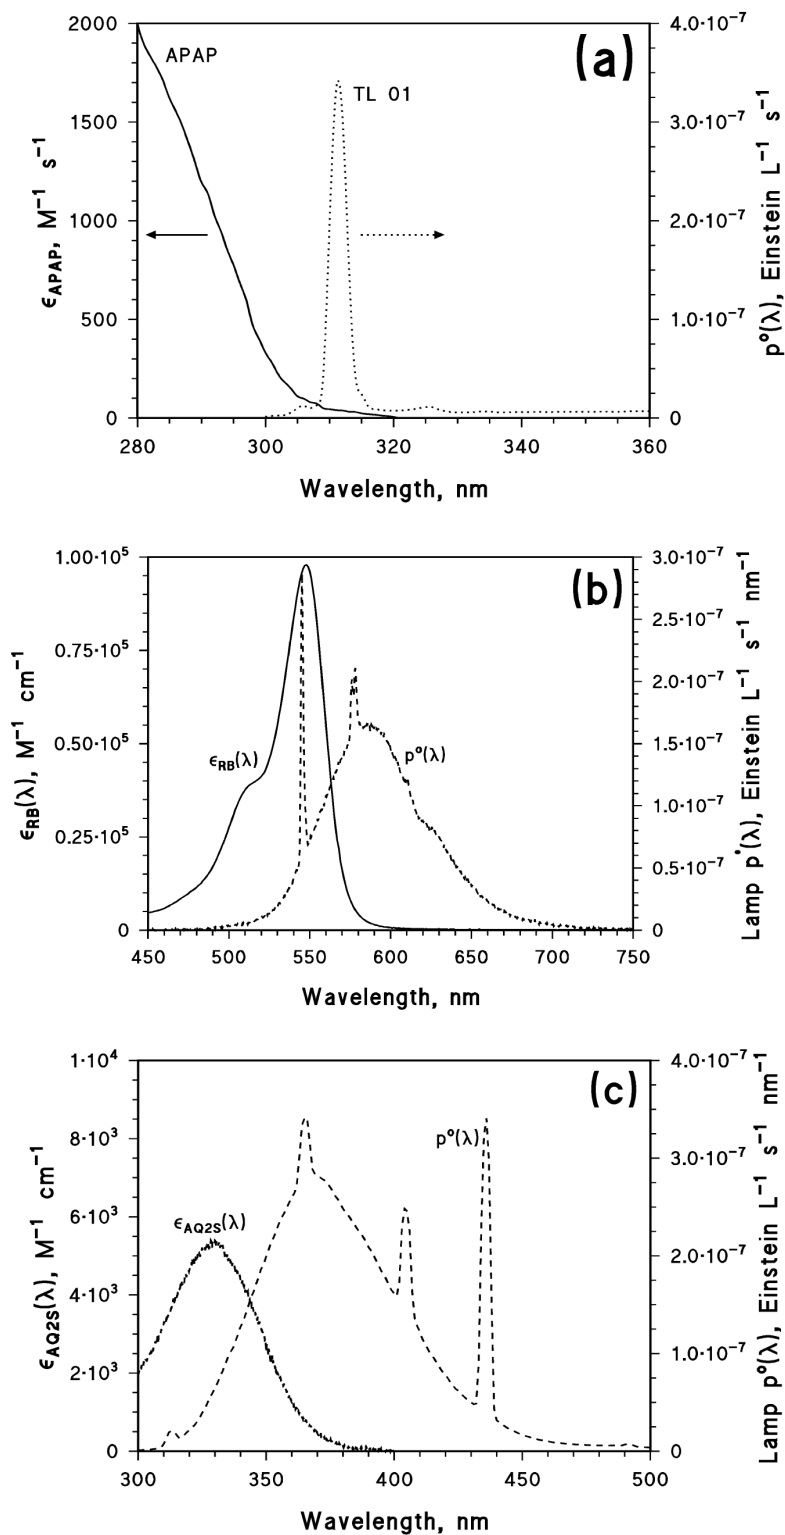 2000
1500
1000
500
0
ϵAPAP, M⁻¹ s⁻¹
APAP
TL 01
(a)
4.0·10⁻⁷
3.0·10⁻⁷
2.0·10⁻⁷
1.0·10⁻⁷
0
p°(λ), Einstein L⁻¹ s⁻¹
280 300 320 340 360
Wavelength, nm
1.00·10⁵
0.75·10⁵
0.50·10⁵
0.25·10⁵
0
ϵRB(λ), M⁻¹ cm⁻¹
ϵRB(λ)
p°(λ)
(b)
3.0·10⁻⁷
2.5·10⁻⁷
2.0·10⁻⁷
1.5·10⁻⁷
1.0·10⁻⁷
0.5·10⁻⁷
0
Lamp p°(λ), Einstein L⁻¹ s⁻¹ nm⁻¹
450 500 550 600 650 700 750
Wavelength, nm
1·10⁴
8·10³
6·10³
4·10³
2·10³
0
ϵAQ2S(λ), M⁻¹ cm⁻¹
ϵAQ2S(λ)
p°(λ)
(c)
4.0·10⁻⁷
3.0·10⁻⁷
2.0·10⁻⁷
1.0·10⁻⁷
0
Lamp p°(λ), Einstein L⁻¹ s⁻¹ nm⁻¹
300 350 400 450 500
Wavelength, nm